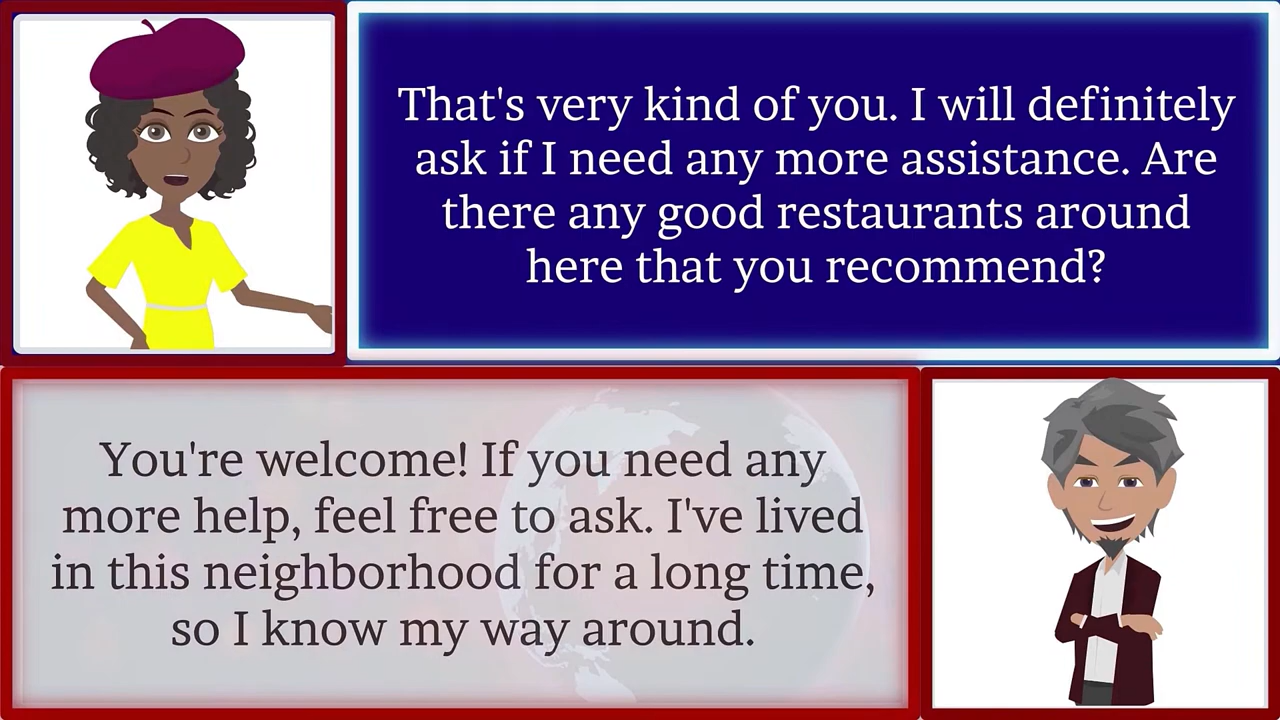 That's very kind of you. I will definitely
ask if I need any more assistance. Are
there any good restaurants around
here that you recommend?
You're welcome! If you need any
more help, feel free to ask. I've lived
in this neighborhood for a long time,
so I know my way around.